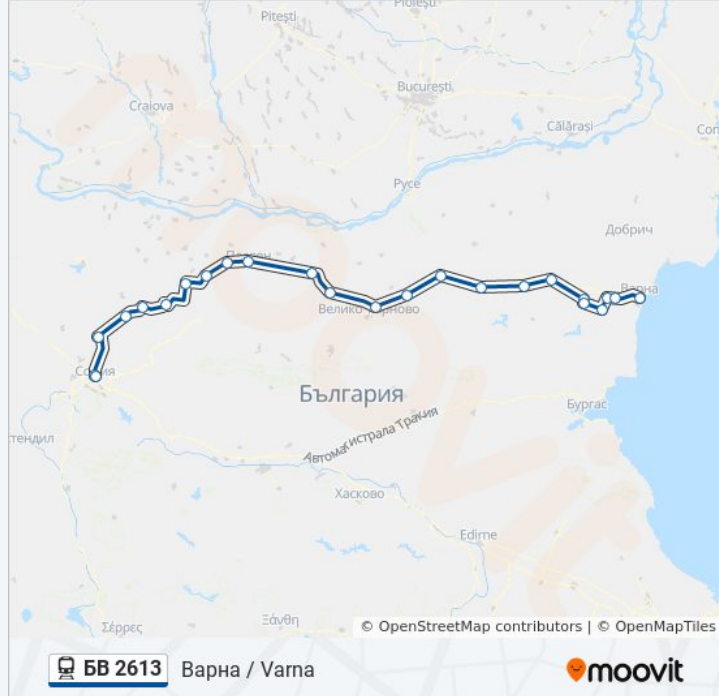 Pitești
Ploiești
București
Craiova
Călărași
Con
Русе
Добрич
Плевен
Варна
Велико Търново
София
България
Бургас
стендил
Автомагистрала Тракия
Хасково
Edirne
Σέρρες
Ξάνθη
© OpenStreetMap contributors | © OpenMapTiles
БВ 2613 Варна / Varna
moovit
moovit